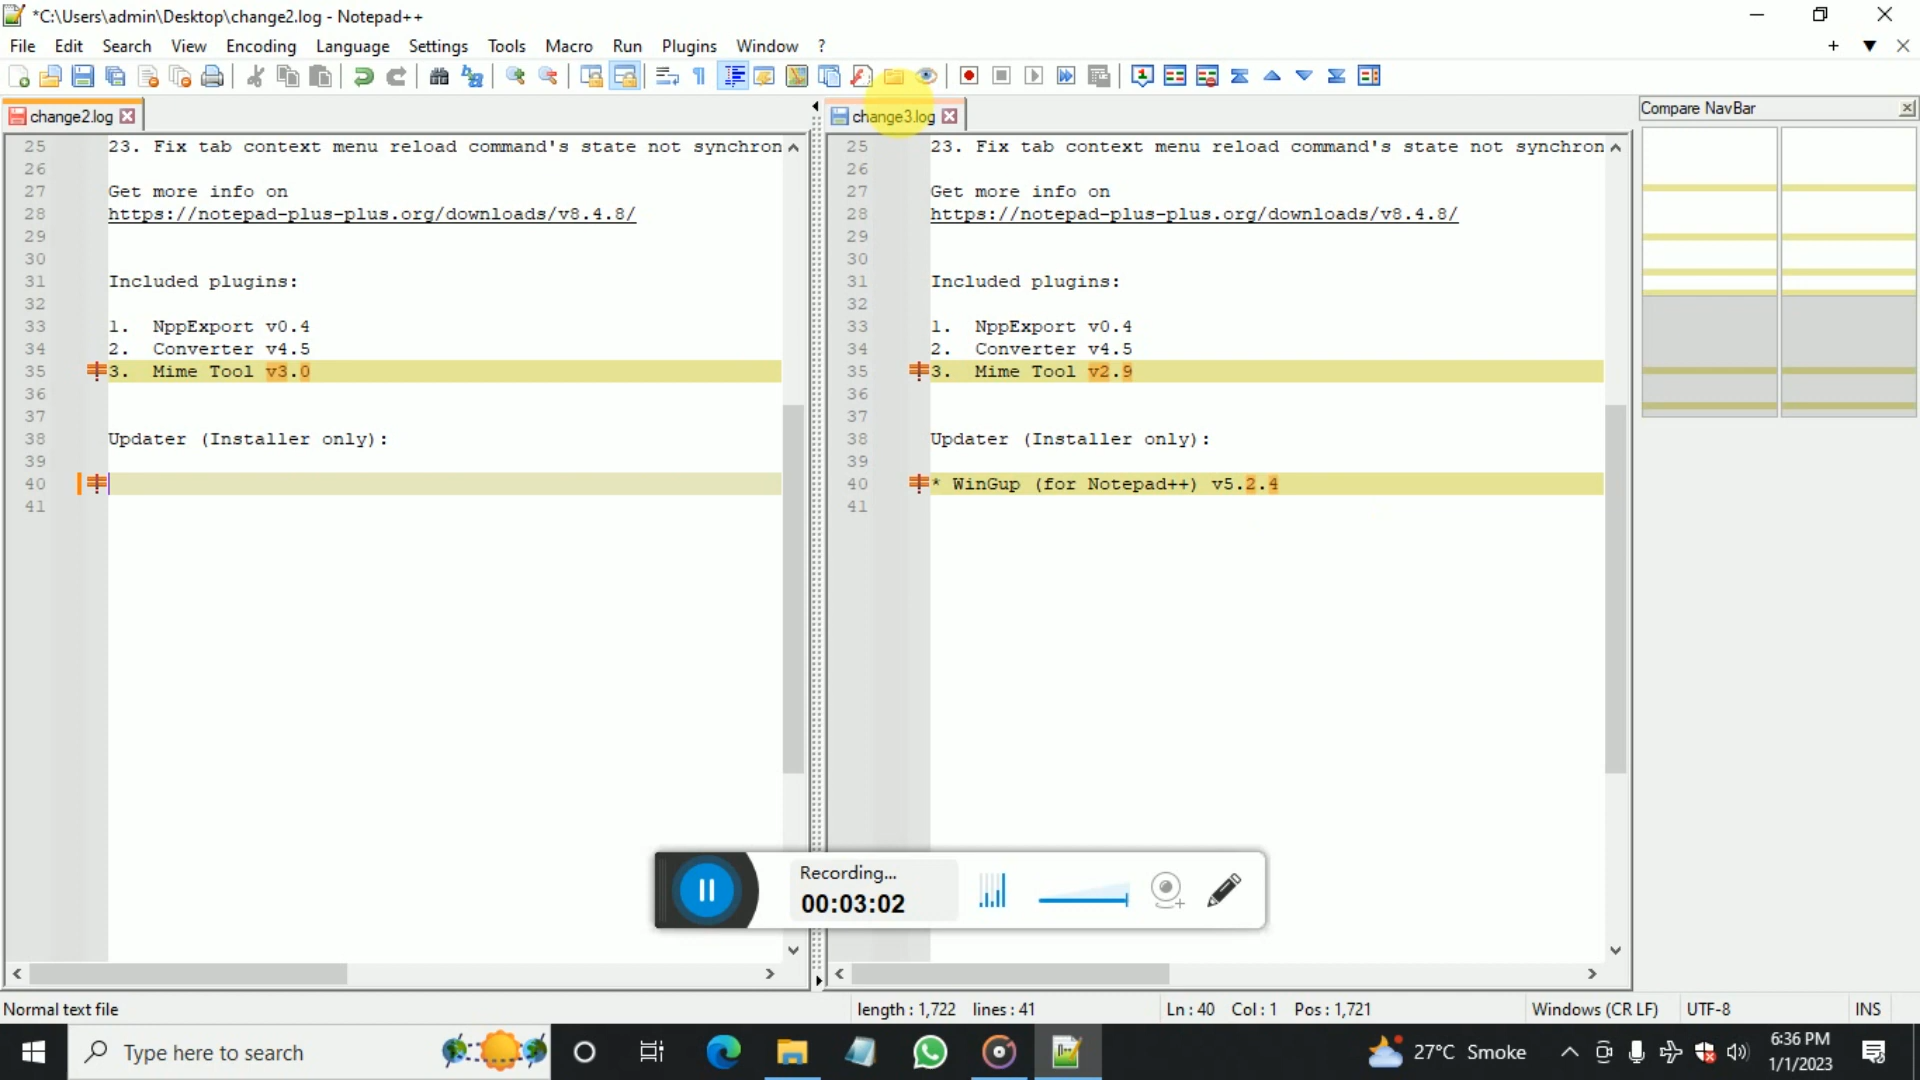 *C:\Users\admin\Desktop\change2.log - Notepad++
File Edit Search View Encoding Language Settings Tools Macro Run Plugins Window ?
change2.log
change3.log
Compare NavBar
25 23. Fix tab context menu reload command's state not synchron
26
27 Get more info on
28 https://notepad-plus-plus.org/downloads/v8.4.8/
29
30
31 Included plugins:
32
33 1. NppExport v0.4
34 2. Converter v4.5
35 3. Mime Tool v3.0
36
37
38 Updater (Installer only):
39
40
41
25 23. Fix tab context menu reload command's state not synchron
26
27 Get more info on
28 https://notepad-plus-plus.org/downloads/v8.4.8/
29
30
31 Included plugins:
32
33 1. NppExport v0.4
34 2. Converter v4.5
35 3. Mime Tool v2.9
36
37
38 Updater (Installer only):
39
40 * WinGup (for Notepad++) v5.2.4
41
Recording...
00:03:02
Normal text file length : 1,722 lines : 41 Ln : 40 Col : 1 Pos : 1,721 Windows (CR LF) UTF-8 INS
Type here to search
27°C Smoke
6:36 PM
1/1/2023